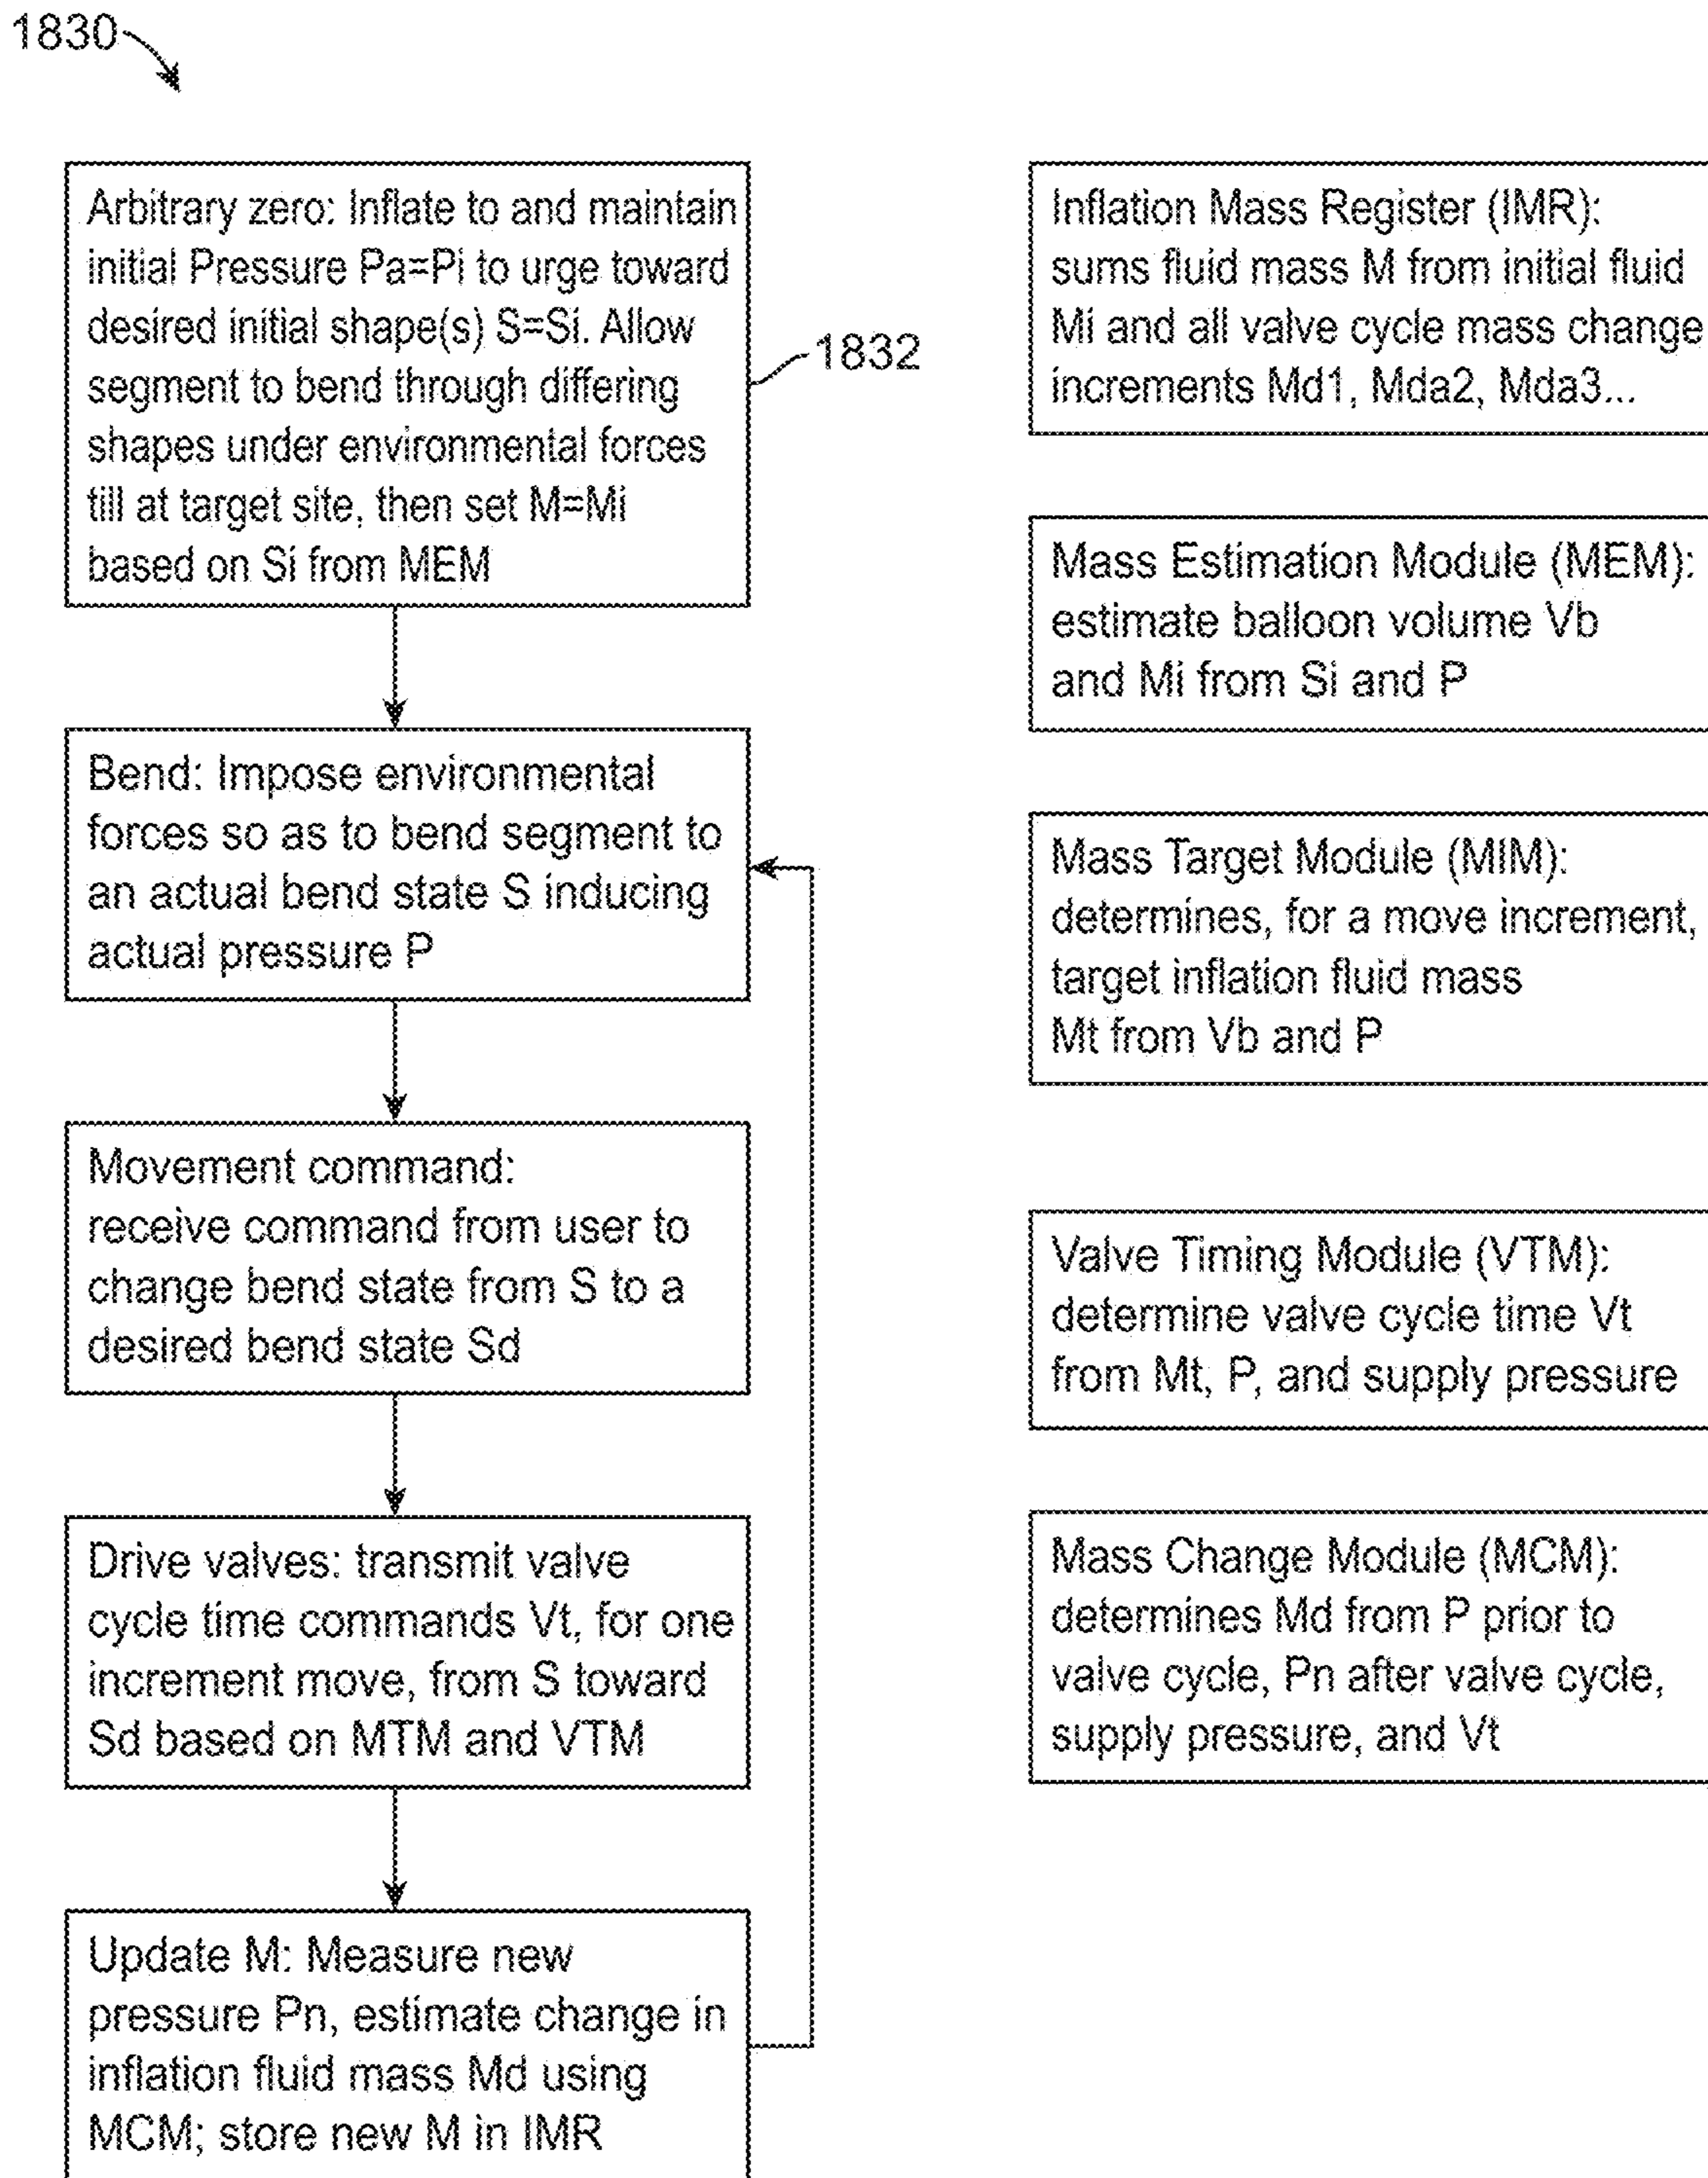 1830
Arbitrary zero: Inflate to and maintain
initial Pressure Pa=Pi to urge toward
desired initial shape(s) S=Si. Allow
segment to bend through differing
shapes under environmental forces
till at target site, then set M=Mi
based on Si from MEM
1832
Bend: Impose environmental
forces so as to bend segment to
an actual bend state S inducing
actual pressure P
Movement command:
receive command from user to
change bend state from S to a
desired bend state Sd
Drive valves: transmit valve
cycle time commands Vt, for one
increment move, from S toward
Sd based on MTM and VTM
Update M: Measure new
pressure Pn, estimate change in
inflation fluid mass Md using
MCM; store new M in IMR
Inflation Mass Register (IMR):
sums fluid mass M from initial fluid
Mi and all valve cycle mass change
increments Md1, Mda2, Mda3...
Mass Estimation Module (MEM):
estimate balloon volume Vb
and Mi from Si and P
Mass Target Module (MIM):
determines, for a move increment,
target inflation fluid mass
Mt from Vb and P
Valve Timing Module (VTM):
determine valve cycle time Vt
from Mt, P, and supply pressure
Mass Change Module (MCM):
determines Md from P prior to
valve cycle, Pn after valve cycle,
supply pressure, and Vt